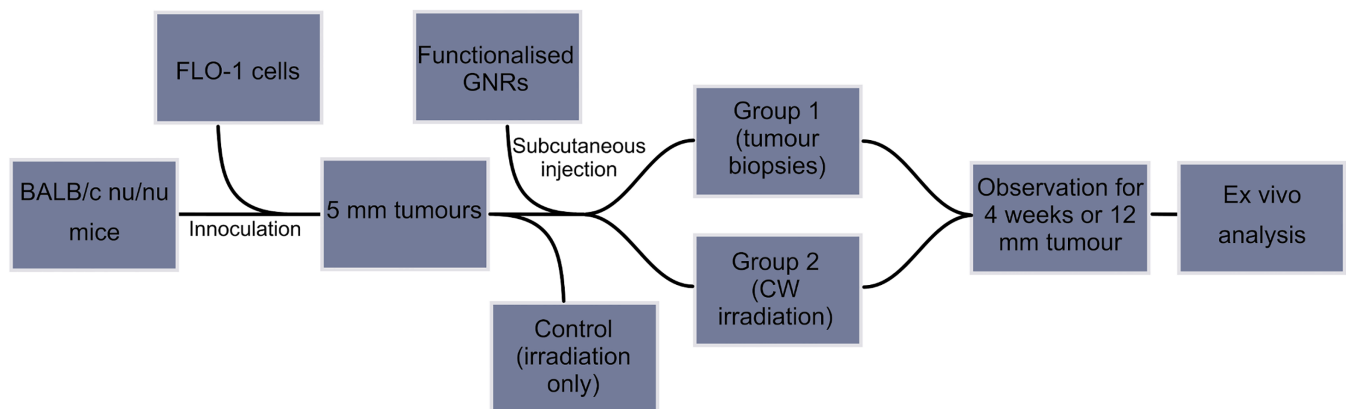 FLO-1 cells
Functionalised
GNRs
BALB/c nu/nu
mice
Innoculation
5 mm tumours
Subcutaneous
injection
Control
(irradiation
only)
Group 1
(tumour
biopsies)
Group 2
(CW
irradiation)
Observation for
4 weeks or 12
mm tumour
Ex vivo
analysis